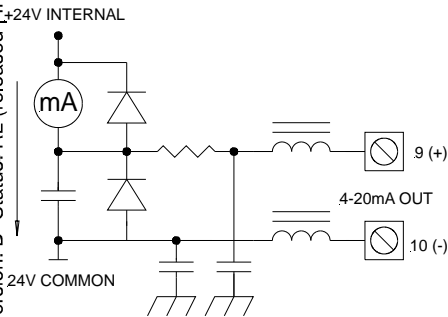 +24V INTERNAL
mA
9 (+)
4-20mA OUT
10 (-)
24V COMMON